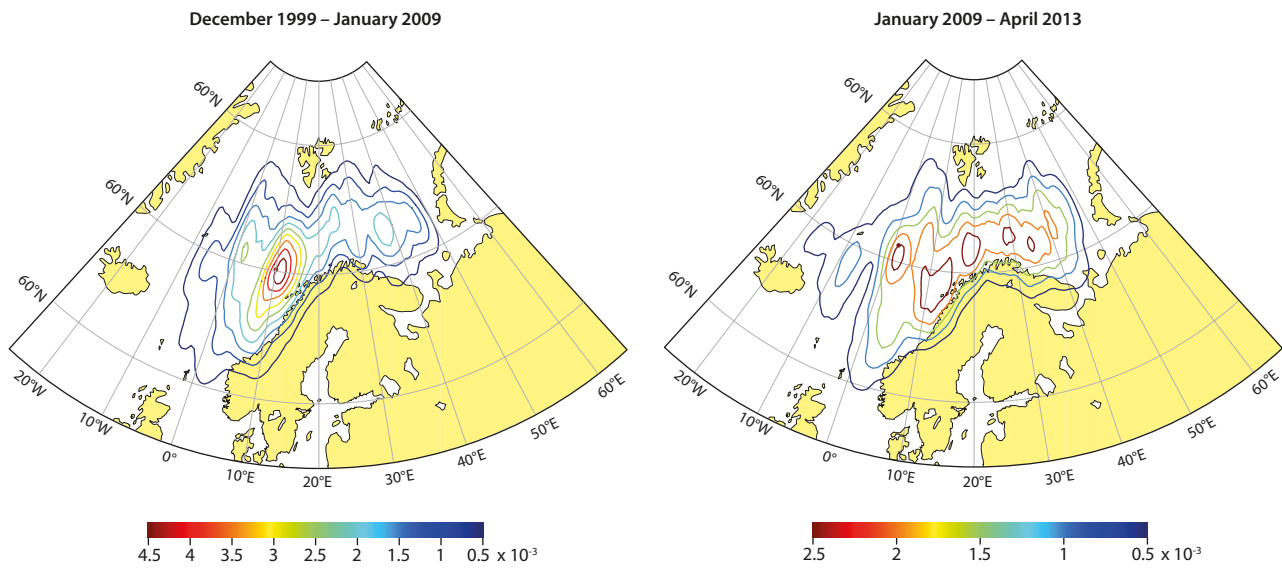 December 1999 – January 2009
60°N
60°N
60°N
20°W
10°W
0°
10°E
20°E
30°E
40°E
50°E
60°E
4.5 4 3.5 3 2.5 2 1.5 1 0.5 x 10-3
January 2009 – April 2013
60°N
60°N
60°N
20°W
10°W
0°
10°E
20°E
30°E
40°E
50°E
60°E
2.5 2 1.5 1 0.5 x 10-3